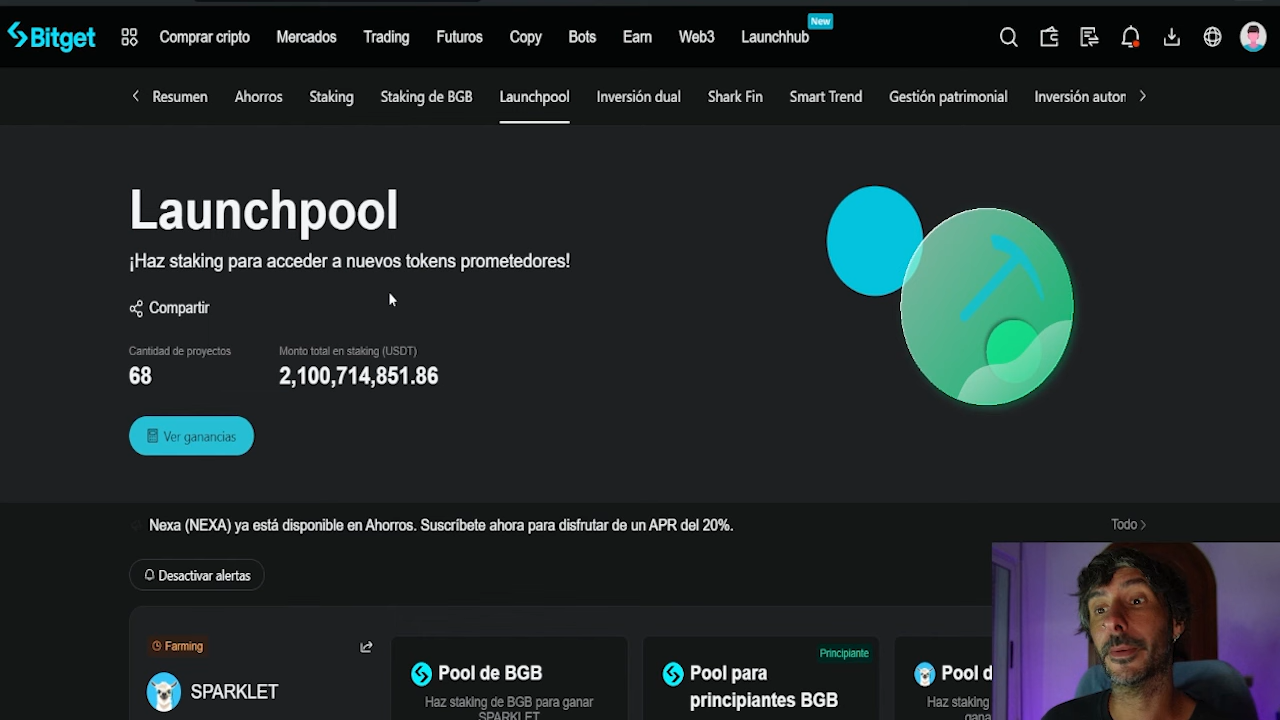 Bitget
Comprar cripto
Mercados
Trading
Futuros
Copy
Bots
Earn
Web3
Launchhub
New
Resumen
Ahorros
Staking
Staking de BGB
Launchpool
Inversión dual
Shark Fin
Smart Trend
Gestión patrimonial
Inversión autom
Launchpool
¡Haz staking para acceder a nuevos tokens prometedores!
Compartir
Cantidad de proyectos
68
Monto total en staking (USDT)
2,100,714,851.86
Ver ganancias
Nexa (NEXA) ya está disponible en Ahorros. Suscríbete ahora para disfrutar de un APR del 20%.
Todo
Desactivar alertas
Farming
SPARKLET
Pool de BGB
Haz staking de BGB para ganar
SPARKLET
Principiante
Pool para
principiantes BGB
Pool d
Haz staking
gana